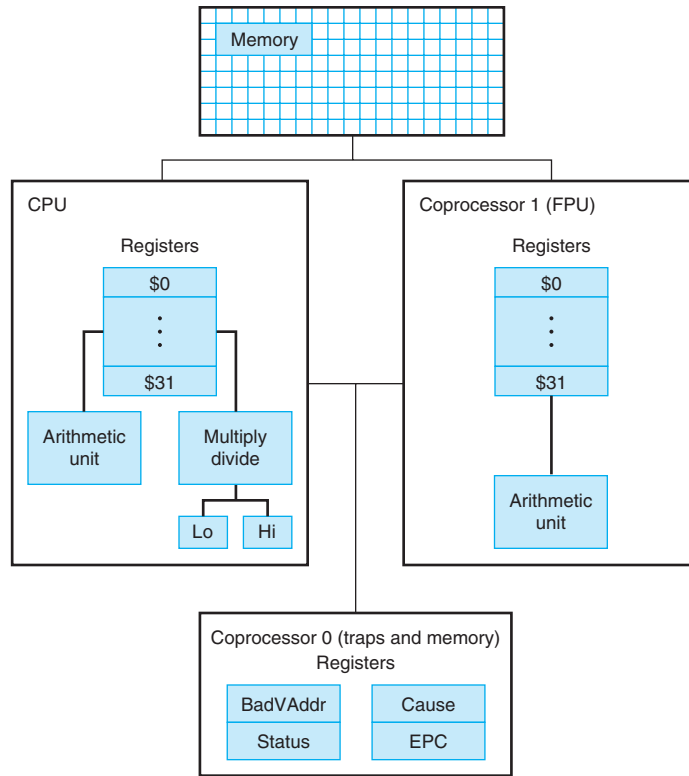 Memory
CPU
Registers
$0
$31
Arithmetic
unit
Multiply
divide
Lo
Hi
Coprocessor 1 (FPU)
Registers
$0
$31
Arithmetic
unit
Coprocessor 0 (traps and memory)
Registers
BadVAddr
Cause
Status
EPC